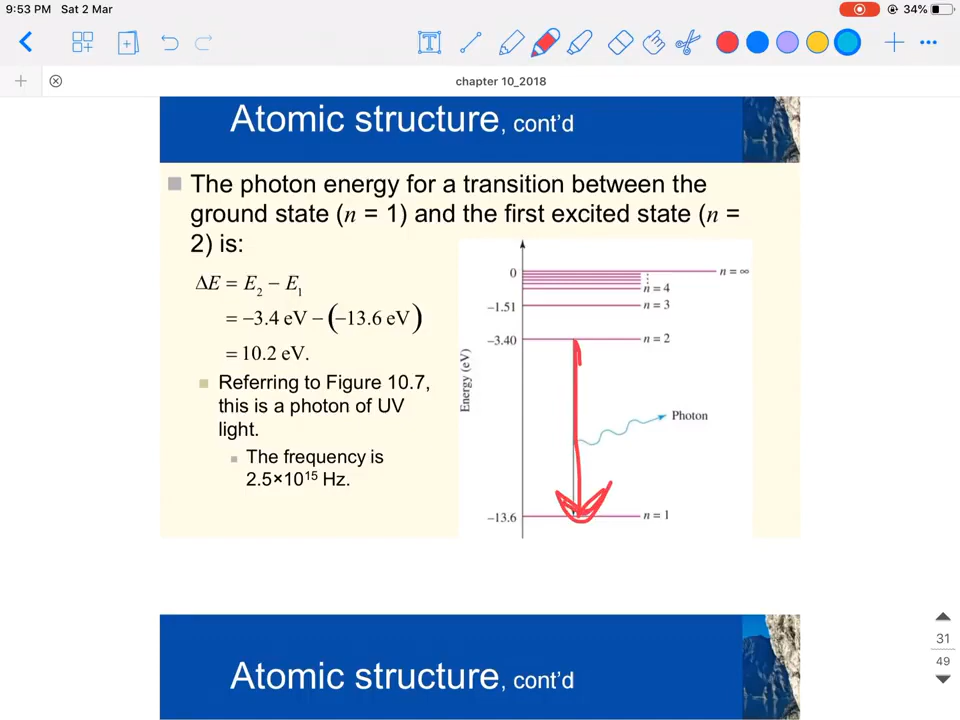 9:53 PM Sat 2 Mar
34%
chapter 10_2018
Atomic structure, cont'd
The photon energy for a transition between the
ground state (n = 1) and the first excited state (n =
2) is:
ΔE = E₂ − E₁
= −3.4 eV − (−13.6 eV)
= 10.2 eV.
Referring to Figure 10.7,
this is a photon of UV
light.
The frequency is
2.5×10¹⁵ Hz.
Energy (eV)
0
n = ∞
n = 4
−1.51
n = 3
−3.40
n = 2
Photon
−13.6
n = 1
31
49
Atomic structure, cont'd